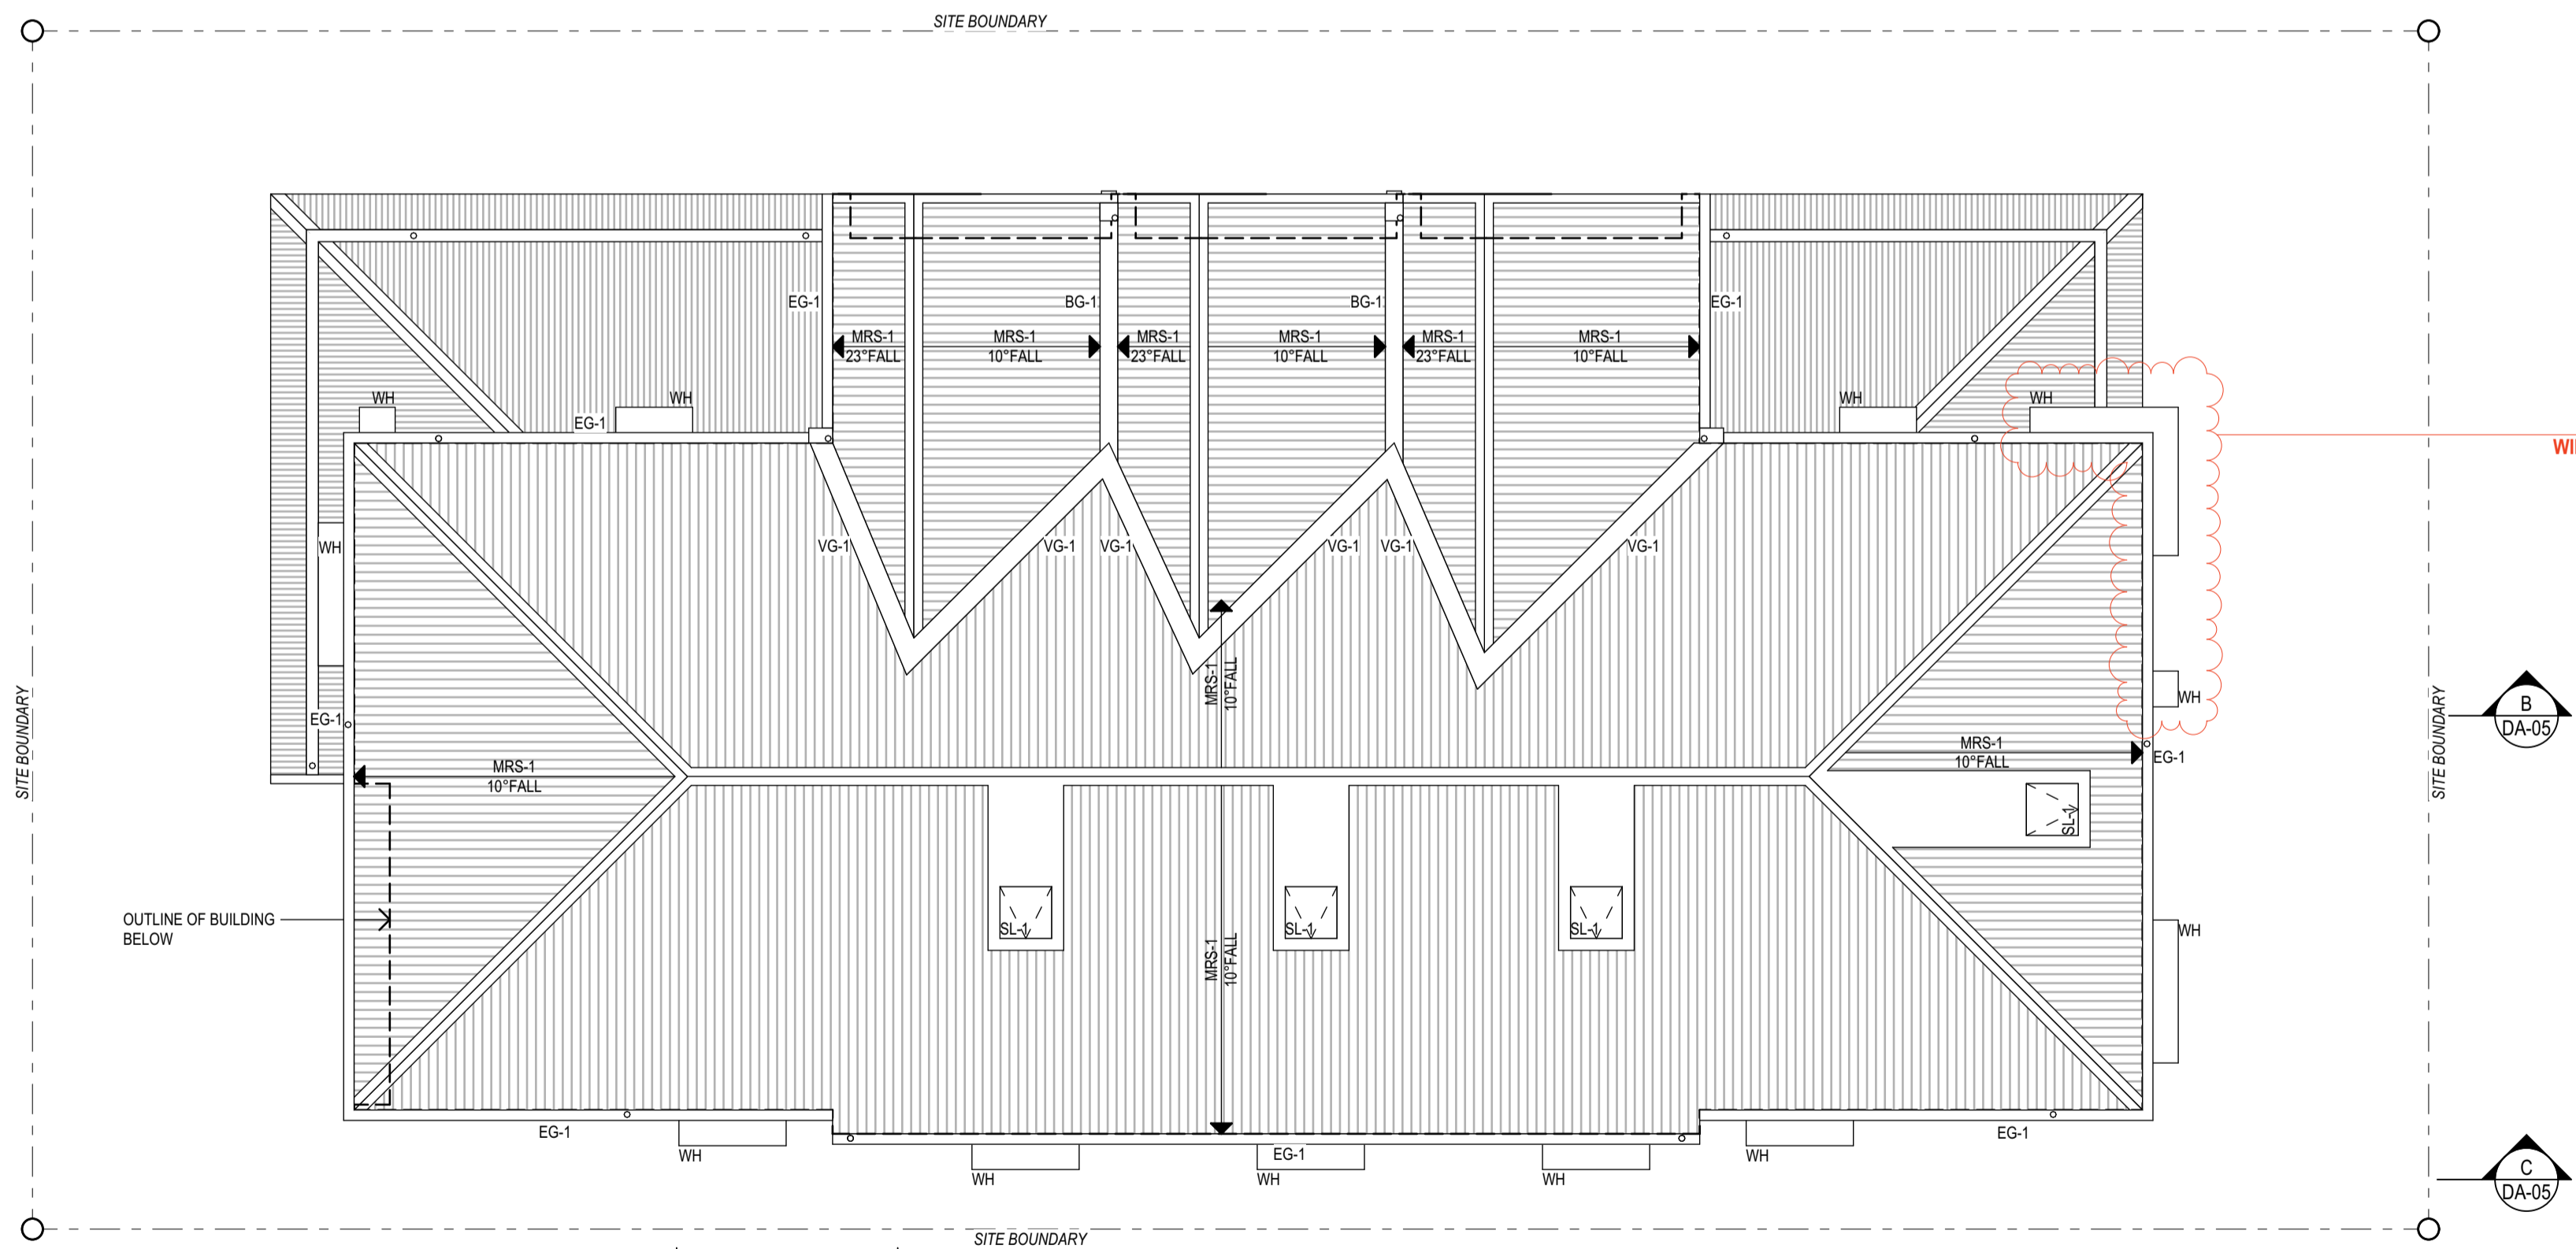 SITE BOUNDARY
EG-1
BG-1
BG-1
EG-1
MRS-1
23°FALL
MRS-1
10°FALL
MRS-1
23°FALL
MRS-1
10°FALL
MRS-1
23°FALL
MRS-1
10°FALL
WH
WH
WH
WH
EG-1
WII
WH
VG-1
VG-1
VG-1
VG-1
VG-1
VG-1
SITE BOUNDARY
EG-1
MRS-1
10°FALL
WH
SITE BOUNDARY
B
DA-05
MRS-1
10°FALL
MRS-1
10°FALL
EG-1
SL-1
OUTLINE OF BUILDING
BELOW
SL-1
SL-1
SL-1
MRS-1
10°FALL
WH
EG-1
WH
EG-1
WH
EG-1
WH
WH
WH
C
DA-05
SITE BOUNDARY